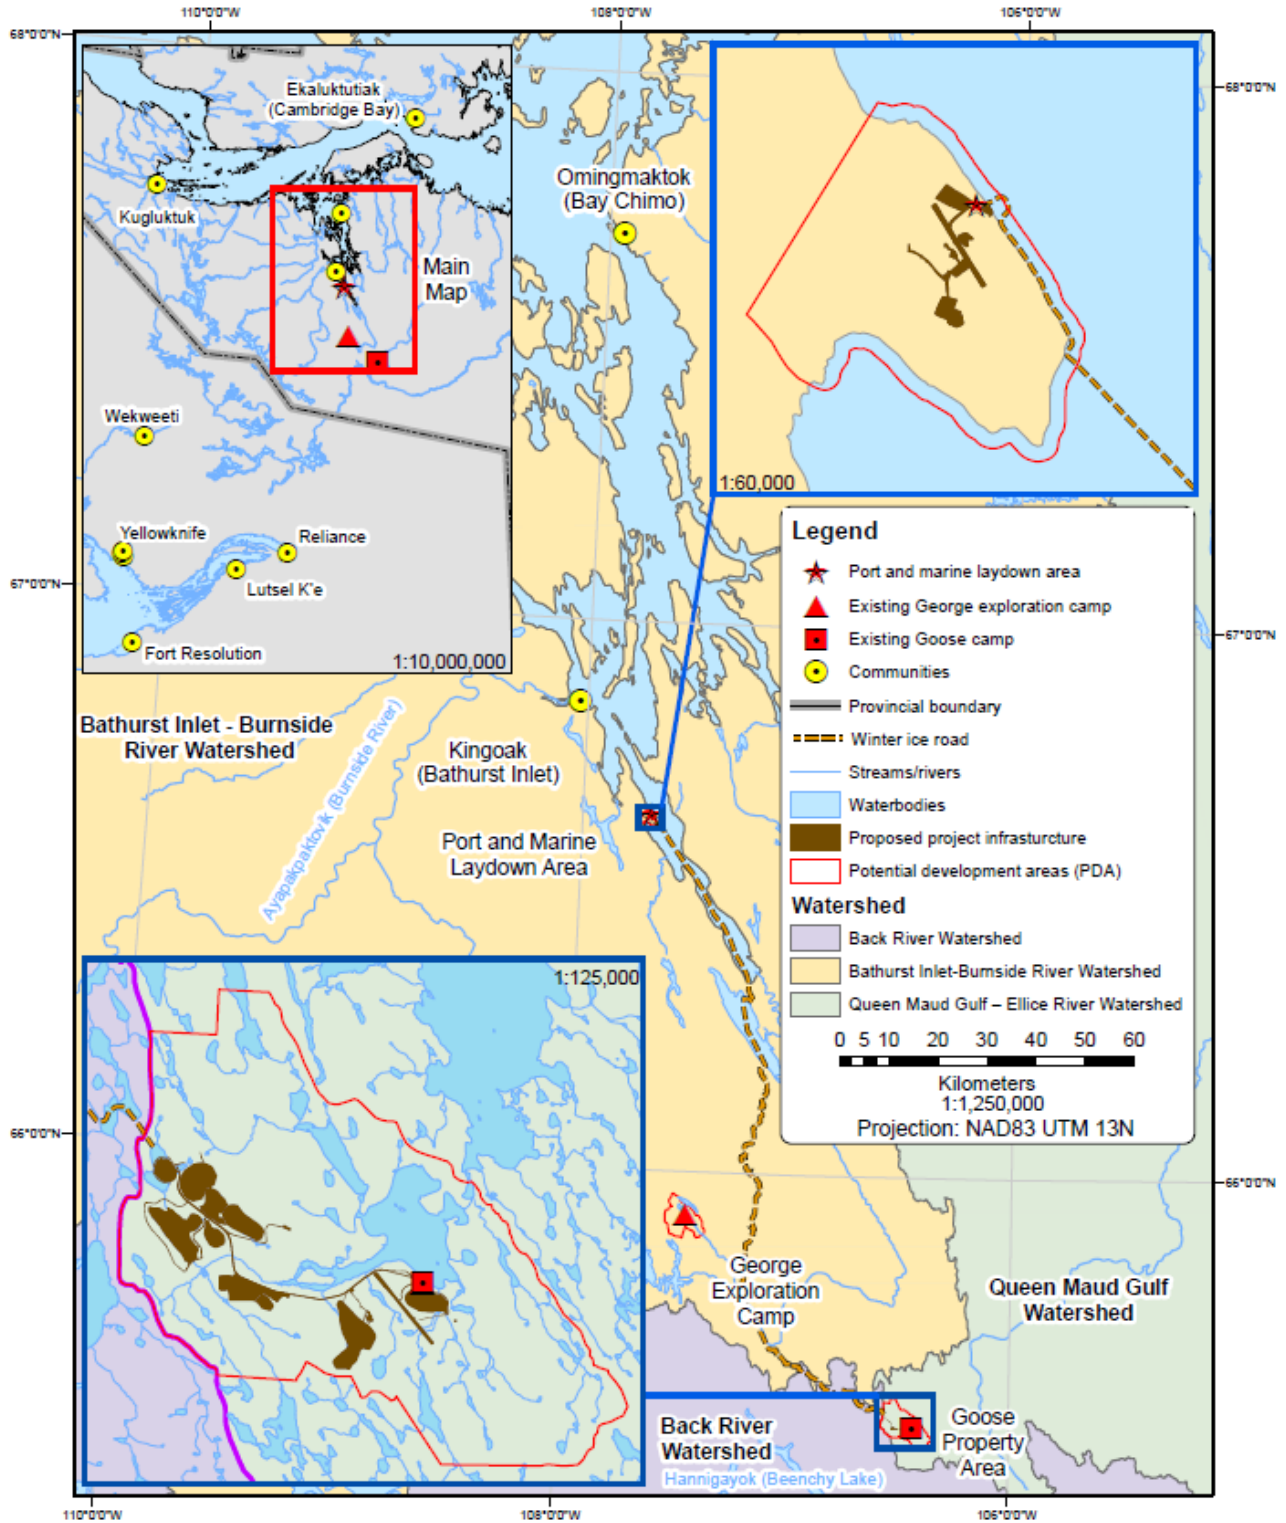 110°0'0"W
108°0'0"W
106°0'0"W
68°0'0"N
68°0'0"N
Ekaluktutiak
(Cambridge Bay)
Kugluktuk
Main
Map
Wekweeti
Yellowknife
Reliance
Lutsel K'e
Fort Resolution
1:10,000,000
Omingmaktok
(Bay Chimo)
1:60,000
67°0'0"N
67°0'0"N
Legend
Port and marine laydown area
Existing George exploration camp
Existing Goose camp
Communities
Provincial boundary
Winter ice road
Streams/rivers
Waterbodies
Proposed project infrasturcture
Potential development areas (PDA)
Watershed
Back River Watershed
Bathurst Inlet-Burnside River Watershed
Queen Maud Gulf – Ellice River Watershed
0 5 10 20 30 40 50 60
Kilometers
1:1,250,000
Projection: NAD83 UTM 13N
Bathurst Inlet - Burnside
River Watershed
Ayapakpaktovik (Burnside River)
Kingoak
(Bathurst Inlet)
Port and Marine
Laydown Area
1:125,000
66°0'0"N
66°0'0"N
George
Exploration
Camp
Queen Maud Gulf
Watershed
Back River
Watershed
Hannigayok (Beenchy Lake)
Goose
Property
Area
110°0'0"W
108°0'0"W
106°0'0"W